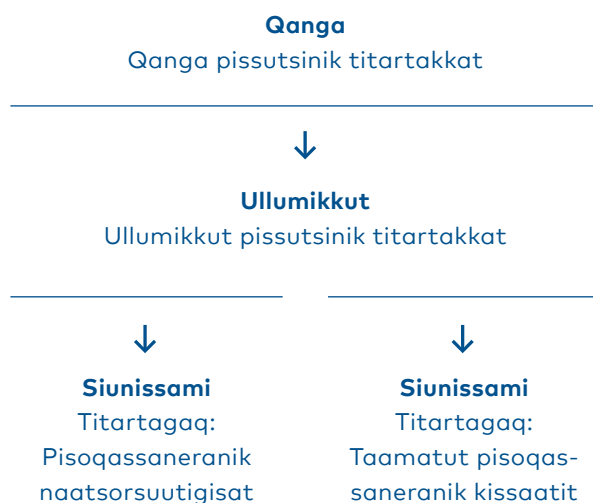 Qanga
Qanga pissutsinik titartakkat
Ullumikkut
Ullumikkut pissutsinik titartakkat
Siunissami
Titartagaq:
Pisoqassaneranik
naatsorsuutigisat
Siunissami
Titartagaq:
Taamatut pisoqas-
saneranik kissaatit